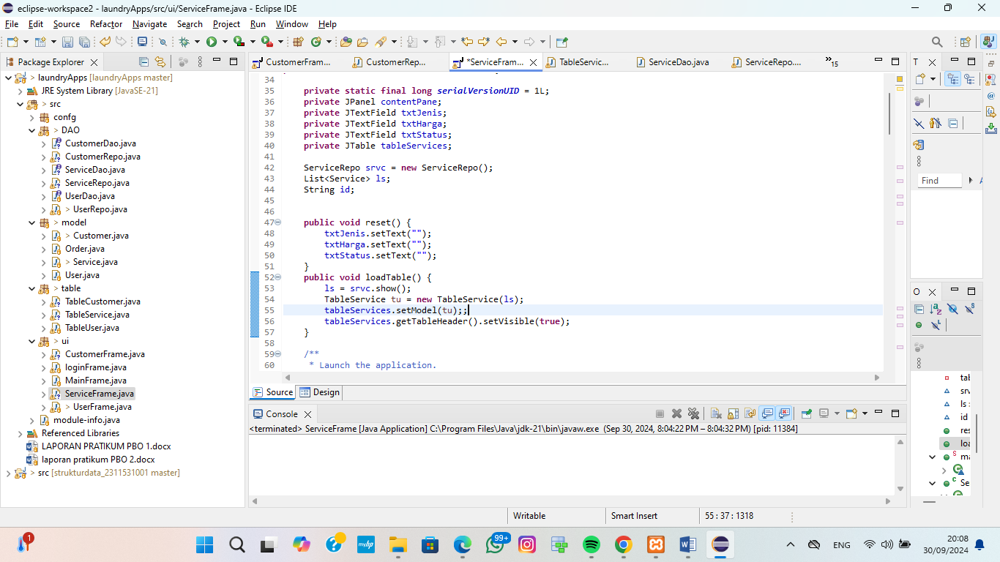 eclipse-workspace2 - laundryApps/src/ui/ServiceFrame.java - Eclipse IDE
File Edit Source Refactor Navigate Search Project Run Window Help
Package Explorer
> laundryApps [laundryApps master]
JRE System Library [JavaSE-21]
> src
confg
> DAO
CustomerDao.java
CustomerRepo.java
ServiceDao.java
ServiceRepo.java
UserDao.java
> UserRepo.java
> model
> Customer.java
Order.java
> Service.java
User.java
> table
TableCustomer.java
TableService.java
TableUser.java
> ui
CustomerFrame.java
loginFrame.java
MainFrame.java
ServiceFrame.java
> UserFrame.java
module-info.java
Referenced Libraries
LAPORAN PRATIKUM PBO 1.docx
laporan pratikum PBO 2.docx
> src [strukturdata_2311531001 master]
CustomerFram... CustomerRep... *ServiceFram... TableServic... ServiceDao.java ServiceRepo.... »15
34
35 private static final long serialVersionUID = 1L;
36 private JPanel contentPane;
37 private JTextField txtJenis;
38 private JTextField txtHarga;
39 private JTextField txtStatus;
40 private JTable tableServices;
41
42 ServiceRepo srvc = new ServiceRepo();
43 List<Service> ls;
44 String id;
45
46
47 public void reset() {
48 txtJenis.setText("");
49 txtHarga.setText("");
50 txtStatus.setText("");
51 }
52 public void loadTable() {
53 ls = srvc.show();
54 TableService tu = new TableService(ls);
55 tableServices.setModel(tu);;
56 tableServices.getTableHeader().setVisible(true);
57 }
58
59 /**
60 * Launch the application.
Source Design
Console
<terminated> ServiceFrame [Java Application] C:\Program Files\Java\jdk-21\bin\javaw.exe (Sep 30, 2024, 8:04:22 PM – 8:04:32 PM) [pid: 11384]
T
Find
O
tab
srv
ls :
id
res
loa
ma
Se
Writable Smart Insert 55 : 37 : 1318
1
myhp
99+
ENG
20:08
30/09/2024